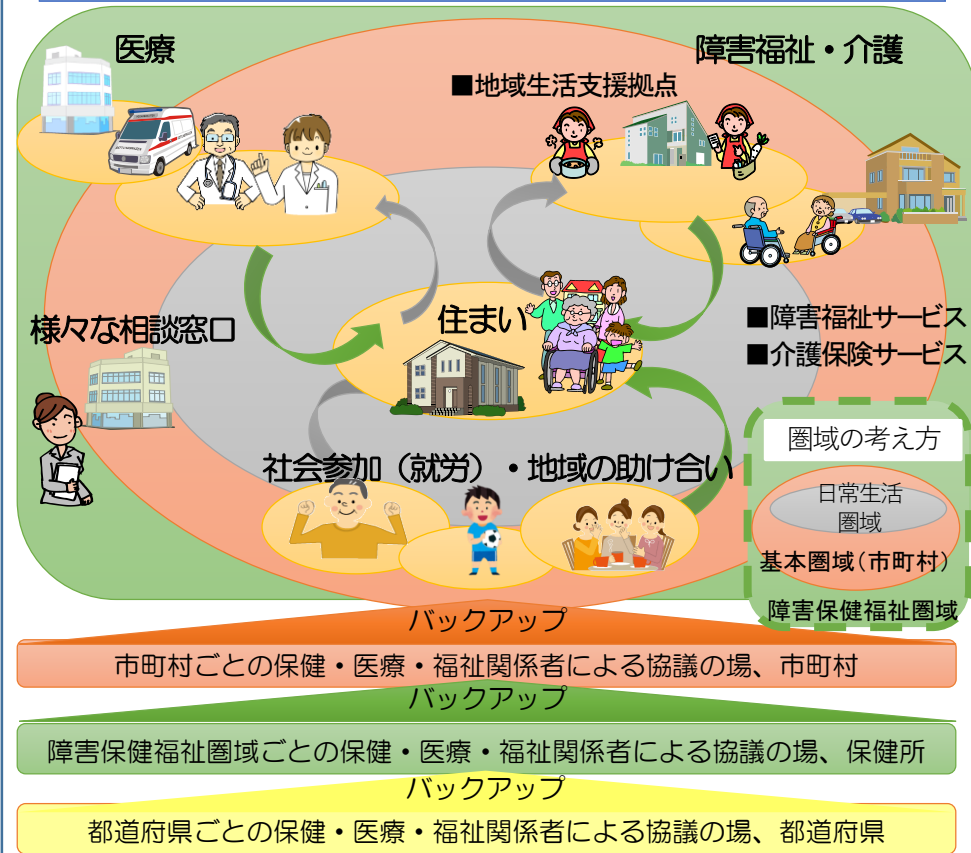 医療
障害福祉・介護
■地域生活支援拠点
様々な相談窓口
住まい
■障害福祉サービス
■介護保険サービス
社会参加（就労）・地域の助け合い
圏域の考え方
日常生活
圏域
基本圏域（市町村）
障害保健福祉圏域
バックアップ
市町村ごとの保健・医療・福祉関係者による協議の場、市町村
バックアップ
障害保健福祉圏域ごとの保健・医療・福祉関係者による協議の場、保健所
バックアップ
都道府県ごとの保健・医療・福祉関係者による協議の場、都道府県